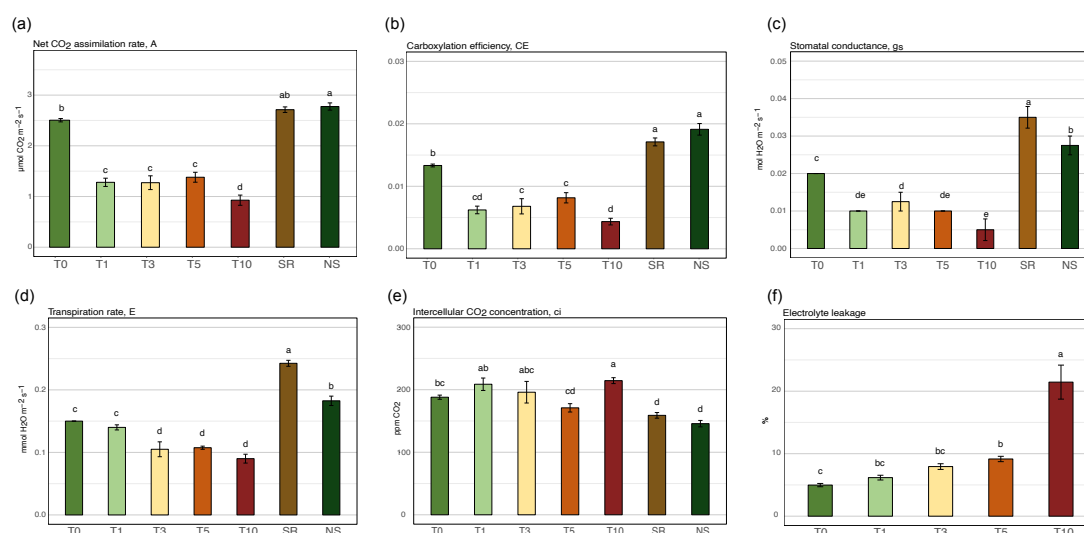 (a)
Net CO2 assimilation rate, A
μmol CO2 m−2 s−1
3
2
1
0
b
c
c
c
d
ab
a
T0 T1 T3 T5 T10 SR NS
(b)
Carboxylation efficiency, CE
0.03
0.02
0.01
0.00
b
cd
c
c
d
a
a
T0 T1 T3 T5 T10 SR NS
(c)
Stomatal conductance, gs
mol H2O m−2 s−1
0.05
0.04
0.03
0.02
0.01
0.00
c
de
d
de
e
a
b
T0 T1 T3 T5 T10 SR NS
(d)
Transpiration rate, E
mmol H2O m−2 s−1
0.3
0.2
0.1
0.0
c
c
d
d
d
a
b
T0 T1 T3 T5 T10 SR NS
(e)
Intercellular CO2 concentration, ci
ppm CO2
300
200
100
0
bc
ab
abc
cd
a
d
d
T0 T1 T3 T5 T10 SR NS
(f)
Electrolyte leakage
%
30
20
10
0
c
bc
bc
b
a
T0 T1 T3 T5 T10